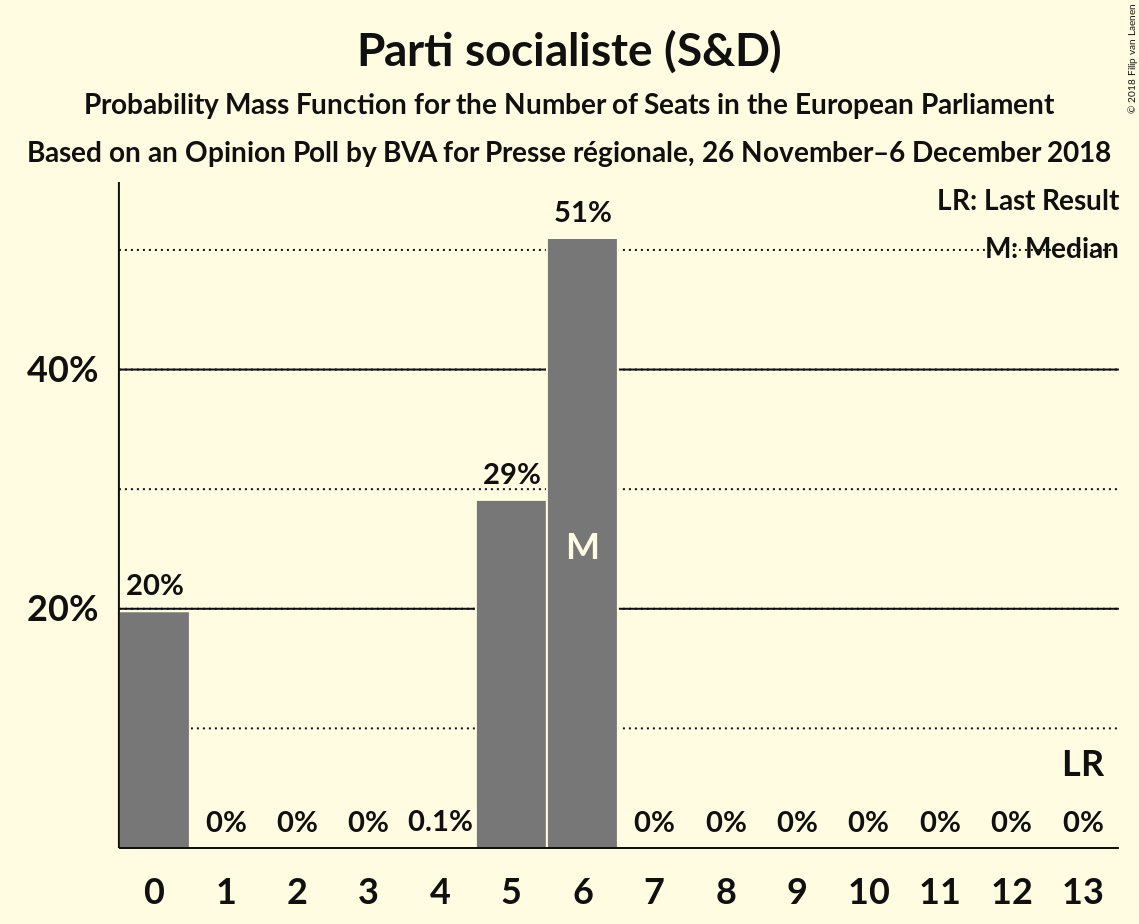 Parti socialiste (S&D)
Probability Mass Function for the Number of Seats in the European Parliament
Based on an Opinion Poll by BVA for Presse régionale, 26 November–6 December 2018
© 2018 Filip van Laenen
LR: Last Result
M: Median
51%
40%
29%
M
20%
20%
LR
0% 0% 0% 0.1% 0% 0% 0% 0% 0% 0% 0%
0 1 2 3 4 5 6 7 8 9 10 11 12 13